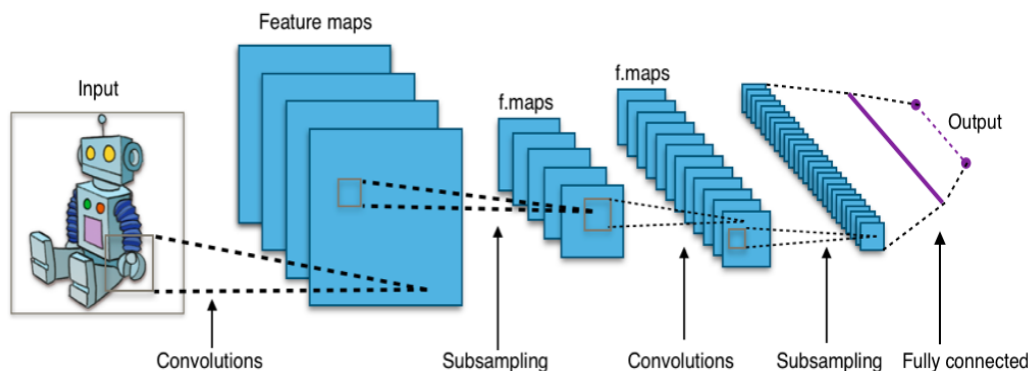 Feature maps
Input
f.maps
f.maps
Output
Convolutions
Subsampling
Convolutions
Subsampling
Fully connected